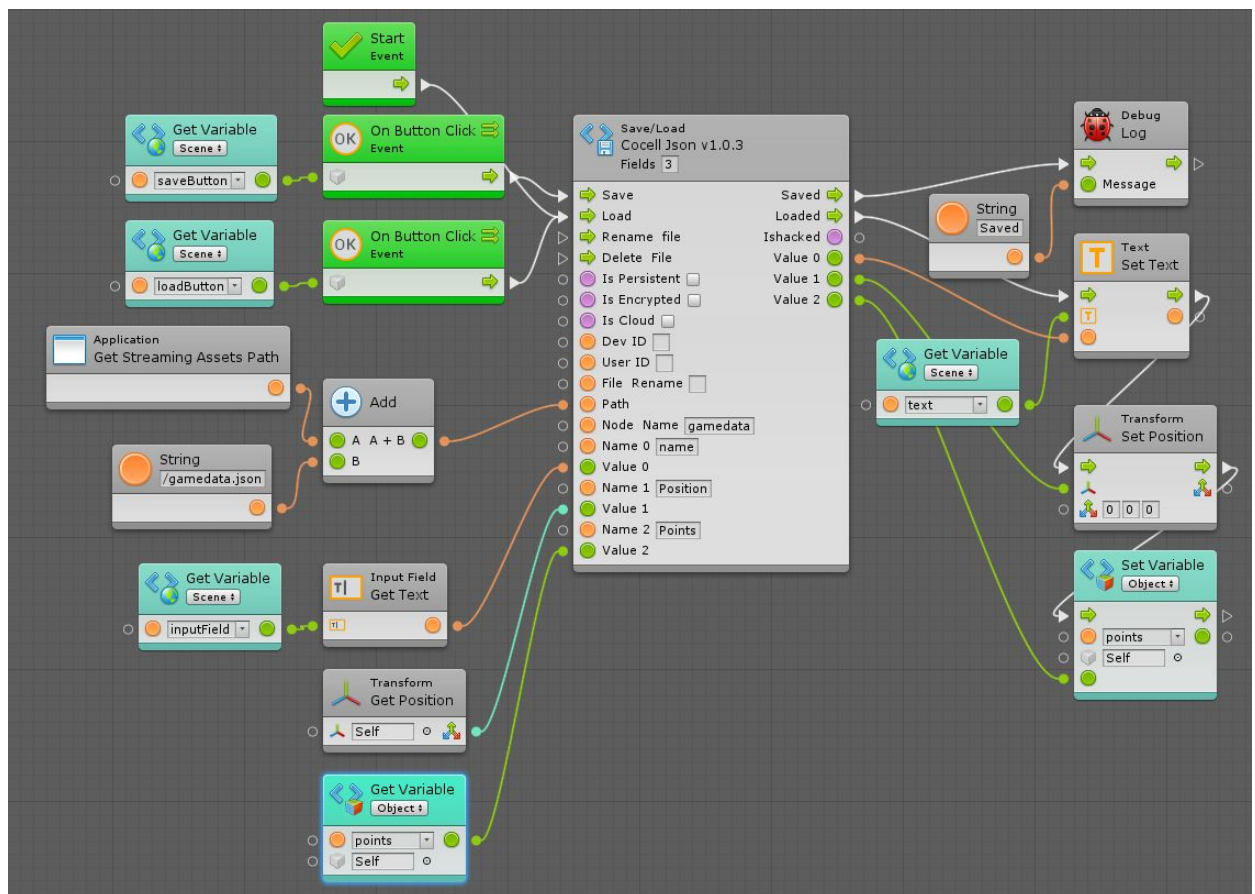 Start
Event
Get Variable
Scene
saveButton
On Button Click
OK
Event
Get Variable
Scene
loadButton
On Button Click
OK
Event
Application
Get Streaming Assets Path
String
/gamedata.json
Add
A A + B
B
Get Variable
Scene
inputField
Input Field
Get Text
Transform
Get Position
Self
Get Variable
Object
points
Self
Save/Load
Cocell Json v1.0.3
Fields 3
Save Saved
Load Loaded
Rename file Ishacked
Delete File Value 0
Is Persistent Value 1
Is Encrypted Value 2
Is Cloud
Dev ID
User ID
File Rename
Path
Node Name gamedata
Name 0 name
Value 0
Name 1 Position
Value 1
Name 2 Points
Value 2
String
Saved
Debug
Log
Message
Text
Set Text
T
T
Get Variable
Scene
text
Transform
Set Position
0 0 0
Set Variable
Object
points
Self